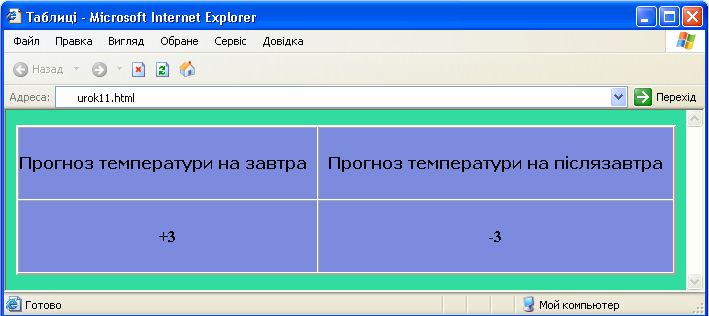 Таблиці - Microsoft Internet Explorer
Файл Правка Вигляд Обране Сервіс Довідка
Назад
Адреса: urok11.html Перехід
Прогноз температури на завтра Прогноз температури на післязавтра
+3 -3
Готово Мой компьютер